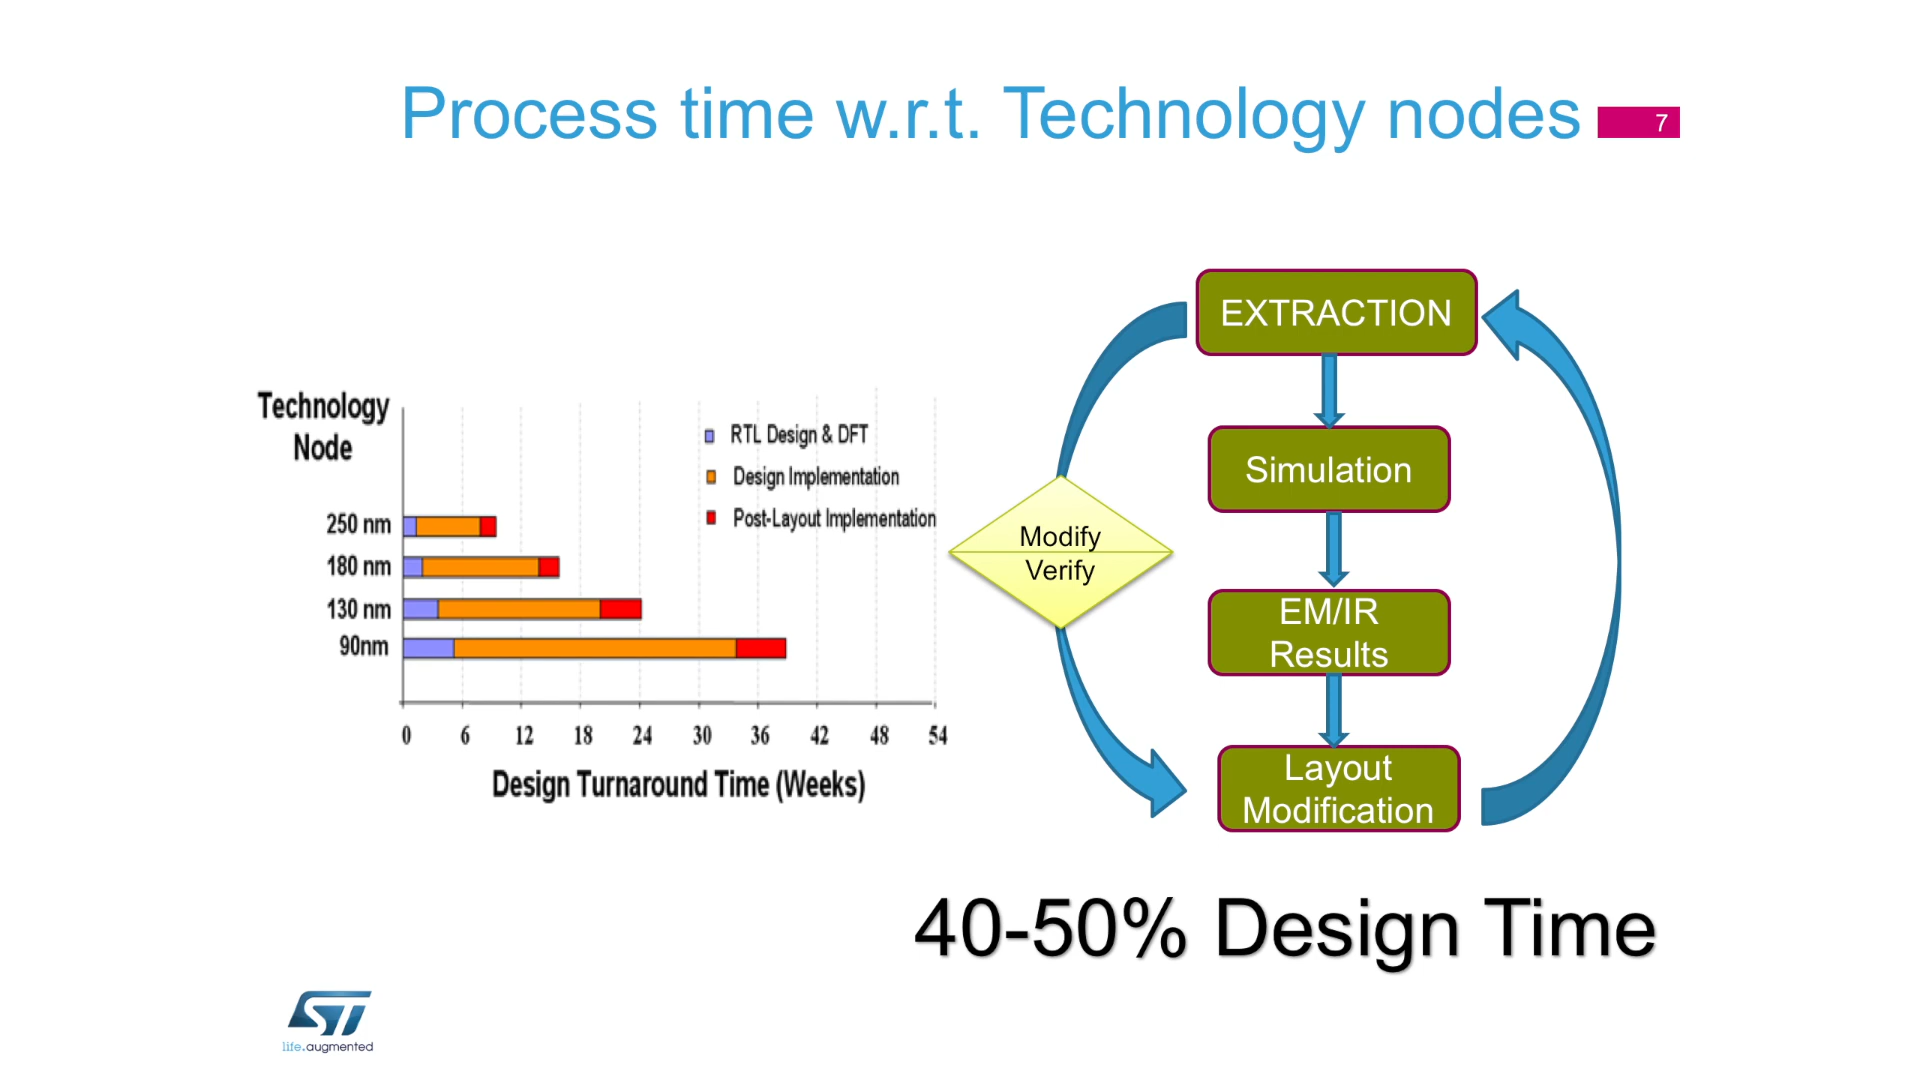 Process time w.r.t. Technology nodes
7
Technology
Node
RTL Design & DFT
Design Implementation
Post-Layout Implementation
250 nm
180 nm
130 nm
90nm
0 6 12 18 24 30 36 42 48 54
Design Turnaround Time (Weeks)
EXTRACTION
Simulation
Modify
Verify
EM/IR
Results
Layout
Modification
40-50% Design Time
ST
life.augmented